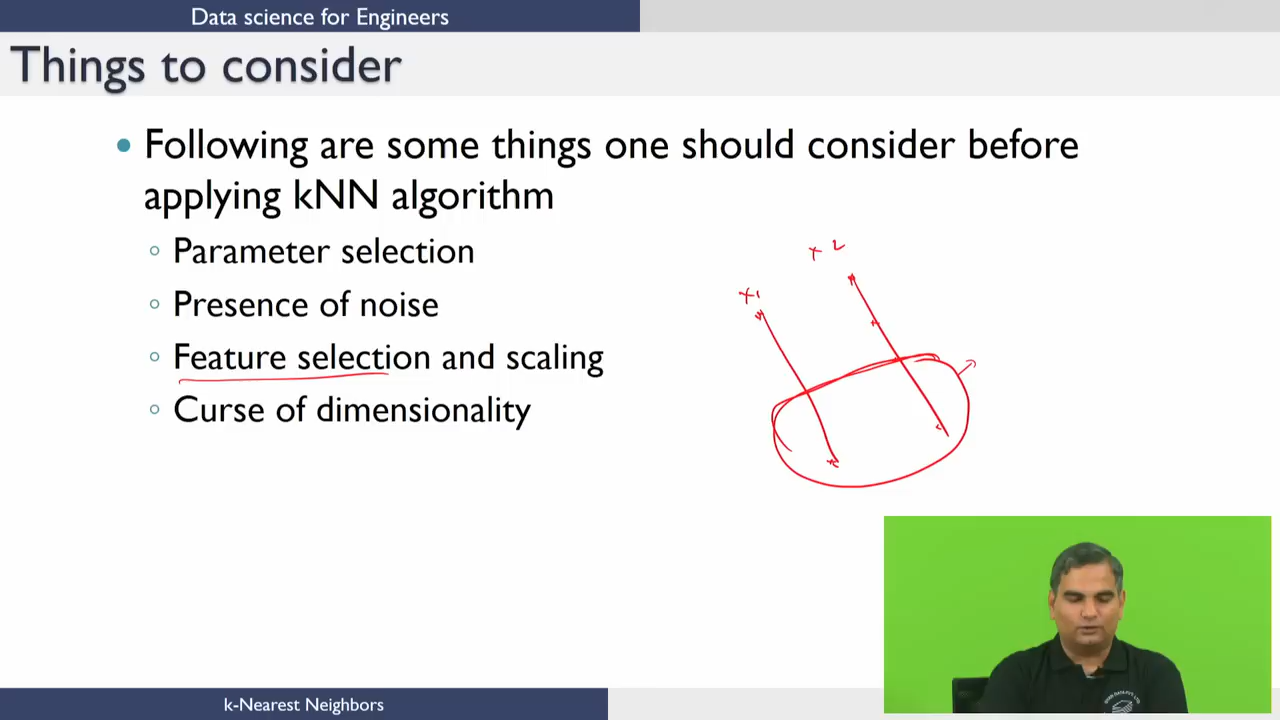 Data science for Engineers
Things to consider
Following are some things one should consider before
applying kNN algorithm
Parameter selection
Presence of noise
Feature selection and scaling
Curse of dimensionality
x1
x2
k-Nearest Neighbors